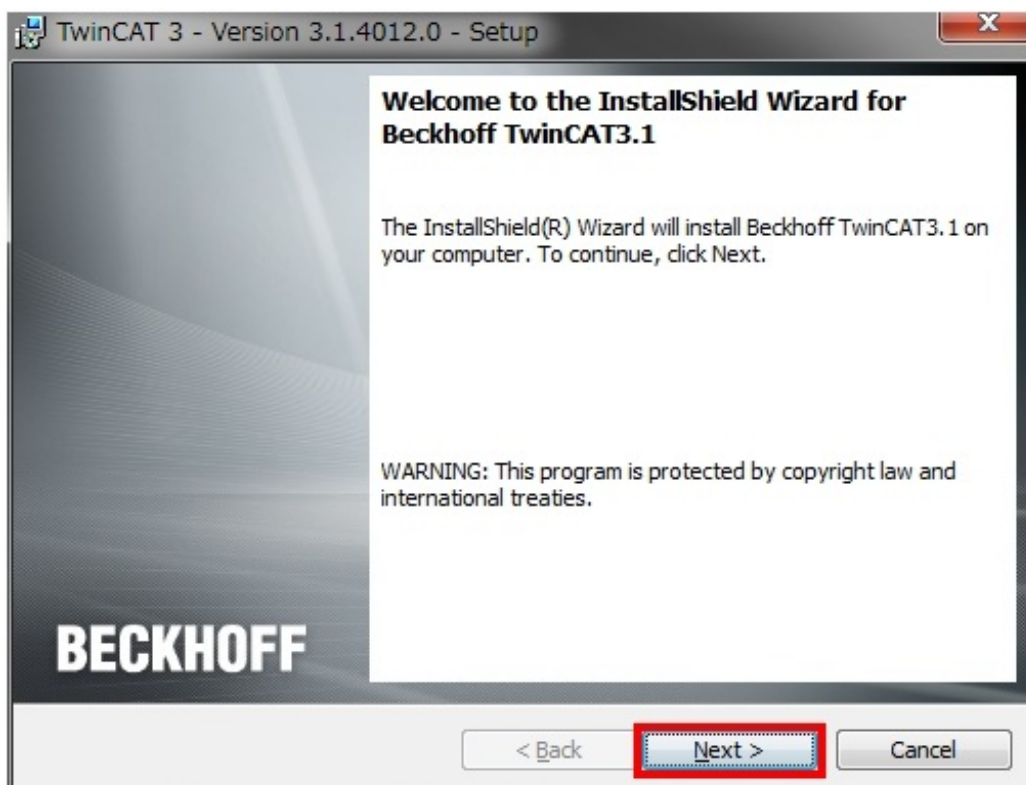 TwinCAT 3 - Version 3.1.4012.0 - Setup
Welcome to the InstallShield Wizard for
Beckhoff TwinCAT3.1
The InstallShield(R) Wizard will install Beckhoff TwinCAT3.1 on
your computer. To continue, click Next.
WARNING: This program is protected by copyright law and
international treaties.
BECKHOFF
< Back Next > Cancel